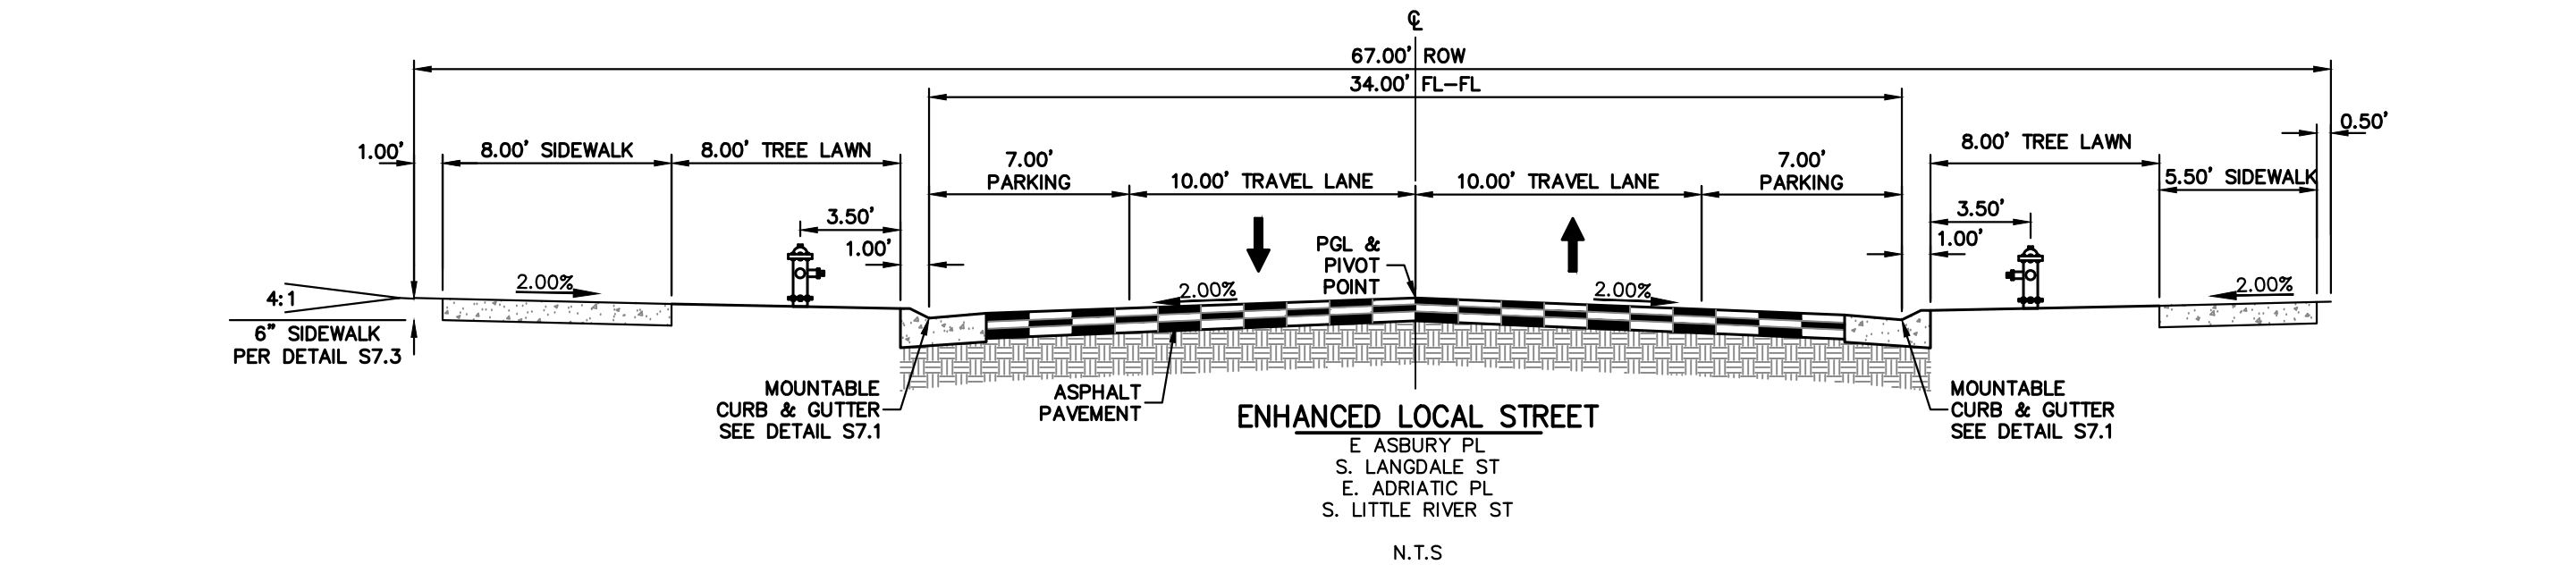 ℄
67.00' ROW
34.00' FL-FL
0.50'
1.00'
8.00' SIDEWALK
8.00' TREE LAWN
7.00'
PARKING
10.00' TRAVEL LANE
10.00' TRAVEL LANE
7.00'
PARKING
8.00' TREE LAWN
5.50' SIDEWALK
3.50'
1.00'
3.50'
1.00'
PGL &
PIVOT
POINT
4:1
2.00%
2.00%
2.00%
2.00%
6" SIDEWALK
PER DETAIL S7.3
MOUNTABLE
CURB & GUTTER
SEE DETAIL S7.1
ASPHALT
PAVEMENT
MOUNTABLE
CURB & GUTTER
SEE DETAIL S7.1
ENHANCED LOCAL STREET
E ASBURY PL
S. LANGDALE ST
E. ADRIATIC PL
S. LITTLE RIVER ST
N.T.S